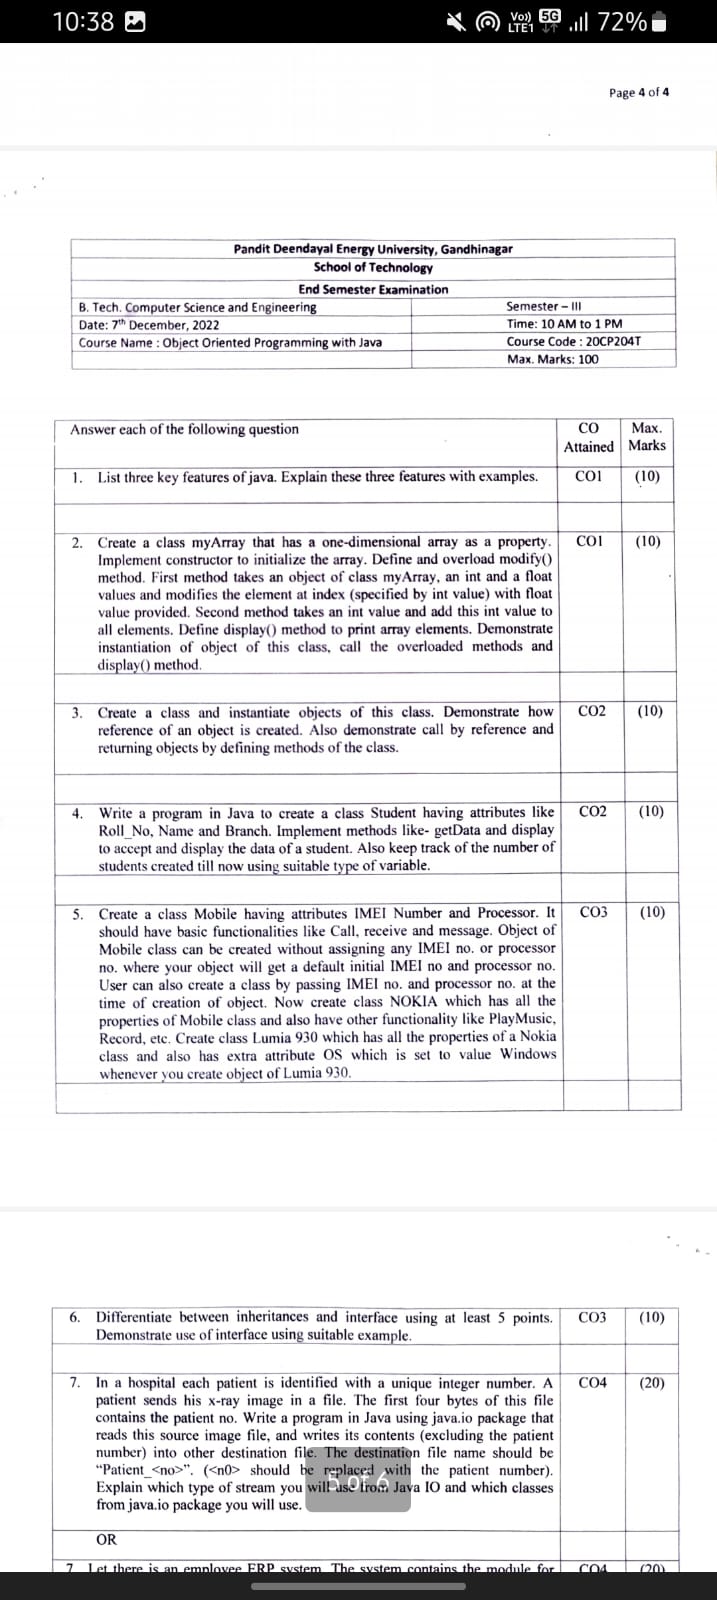 10:38
Vo)) 5G
LTE1 72%
Page 4 of 4
Pandit Deendayal Energy University, Gandhinagar
School of Technology
End Semester Examination
B. Tech. Computer Science and Engineering Semester – III
Date: 7th December, 2022 Time: 10 AM to 1 PM
Course Name : Object Oriented Programming with Java Course Code : 20CP204T
Max. Marks: 100
Answer each of the following question CO Max.
Attained Marks
1. List three key features of java. Explain these three features with examples. CO1 (10)
2. Create a class myArray that has a one-dimensional array as a property. CO1 (10)
Implement constructor to initialize the array. Define and overload modify()
method. First method takes an object of class myArray, an int and a float
values and modifies the element at index (specified by int value) with float
value provided. Second method takes an int value and add this int value to
all elements. Define display() method to print array elements. Demonstrate
instantiation of object of this class, call the overloaded methods and
display() method.
3. Create a class and instantiate objects of this class. Demonstrate how CO2 (10)
reference of an object is created. Also demonstrate call by reference and
returning objects by defining methods of the class.
4. Write a program in Java to create a class Student having attributes like CO2 (10)
Roll_No, Name and Branch. Implement methods like- getData and display
to accept and display the data of a student. Also keep track of the number of
students created till now using suitable type of variable.
5. Create a class Mobile having attributes IMEI Number and Processor. It CO3 (10)
should have basic functionalities like Call, receive and message. Object of
Mobile class can be created without assigning any IMEI no. or processor
no. where your object will get a default initial IMEI no and processor no.
User can also create a class by passing IMEI no. and processor no. at the
time of creation of object. Now create class NOKIA which has all the
properties of Mobile class and also have other functionality like PlayMusic,
Record, etc. Create class Lumia 930 which has all the properties of a Nokia
class and also has extra attribute OS which is set to value Windows
whenever you create object of Lumia 930.
6. Differentiate between inheritances and interface using at least 5 points. CO3 (10)
Demonstrate use of interface using suitable example.
7. In a hospital each patient is identified with a unique integer number. A CO4 (20)
patient sends his x-ray image in a file. The first four bytes of this file
contains the patient no. Write a program in Java using java.io package that
reads this source image file, and writes its contents (excluding the patient
number) into other destination file. The destination file name should be
"Patient_<no>". (<n0> should be replaced with the patient number).
Explain which type of stream you will use from Java IO and which classes
from java.io package you will use.
5 of 6
OR
7 Let there is an employee ERP system. The system contains the module for CO4 (20)